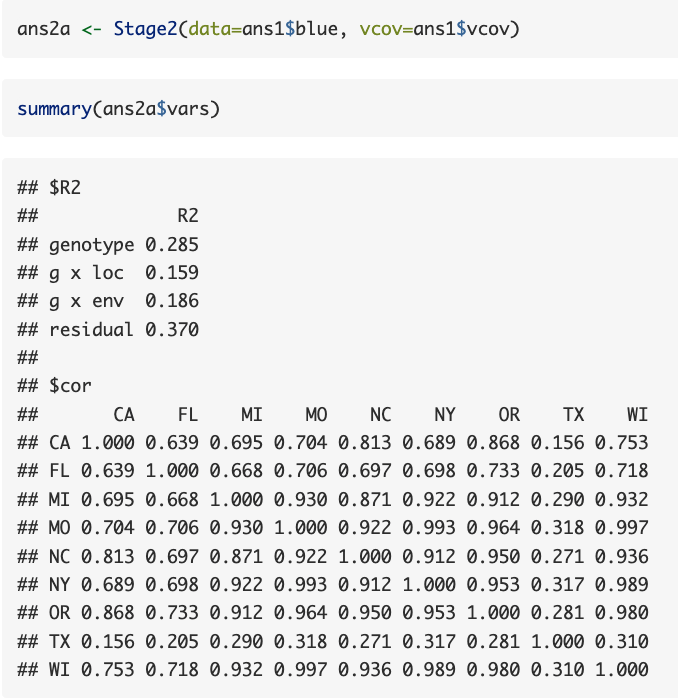 ans2a <- Stage2(data=ans1$blue, vcov=ans1$vcov)
summary(ans2a$vars)
## $R2
##             R2
## genotype 0.285
## g x loc  0.159
## g x env  0.186
## residual 0.370
##
## $cor
##       CA    FL    MI    MO    NC    NY    OR    TX    WI
## CA 1.000 0.639 0.695 0.704 0.813 0.689 0.868 0.156 0.753
## FL 0.639 1.000 0.668 0.706 0.697 0.698 0.733 0.205 0.718
## MI 0.695 0.668 1.000 0.930 0.871 0.922 0.912 0.290 0.932
## MO 0.704 0.706 0.930 1.000 0.922 0.993 0.964 0.318 0.997
## NC 0.813 0.697 0.871 0.922 1.000 0.912 0.950 0.271 0.936
## NY 0.689 0.698 0.922 0.993 0.912 1.000 0.953 0.317 0.989
## OR 0.868 0.733 0.912 0.964 0.950 0.953 1.000 0.281 0.980
## TX 0.156 0.205 0.290 0.318 0.271 0.317 0.281 1.000 0.310
## WI 0.753 0.718 0.932 0.997 0.936 0.989 0.980 0.310 1.000